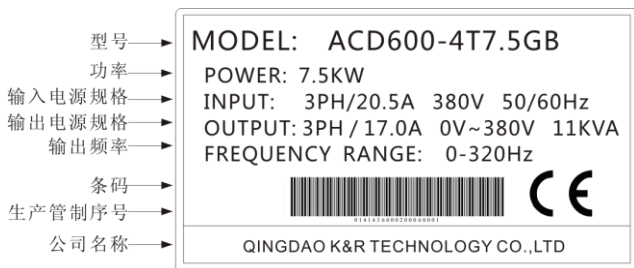 型号 MODEL: ACD600-4T7.5GB
功率 POWER: 7.5KW
输入电源规格 INPUT: 3PH/20.5A 380V 50/60Hz
输出电源规格 OUTPUT: 3PH / 17.0A 0V~380V 11KVA
输出频率 FREQUENCY RANGE: 0-320Hz
条码 CE
生产管制序号 0141436000200060001
公司名称 QINGDAO K&R TECHNOLOGY CO.,LTD